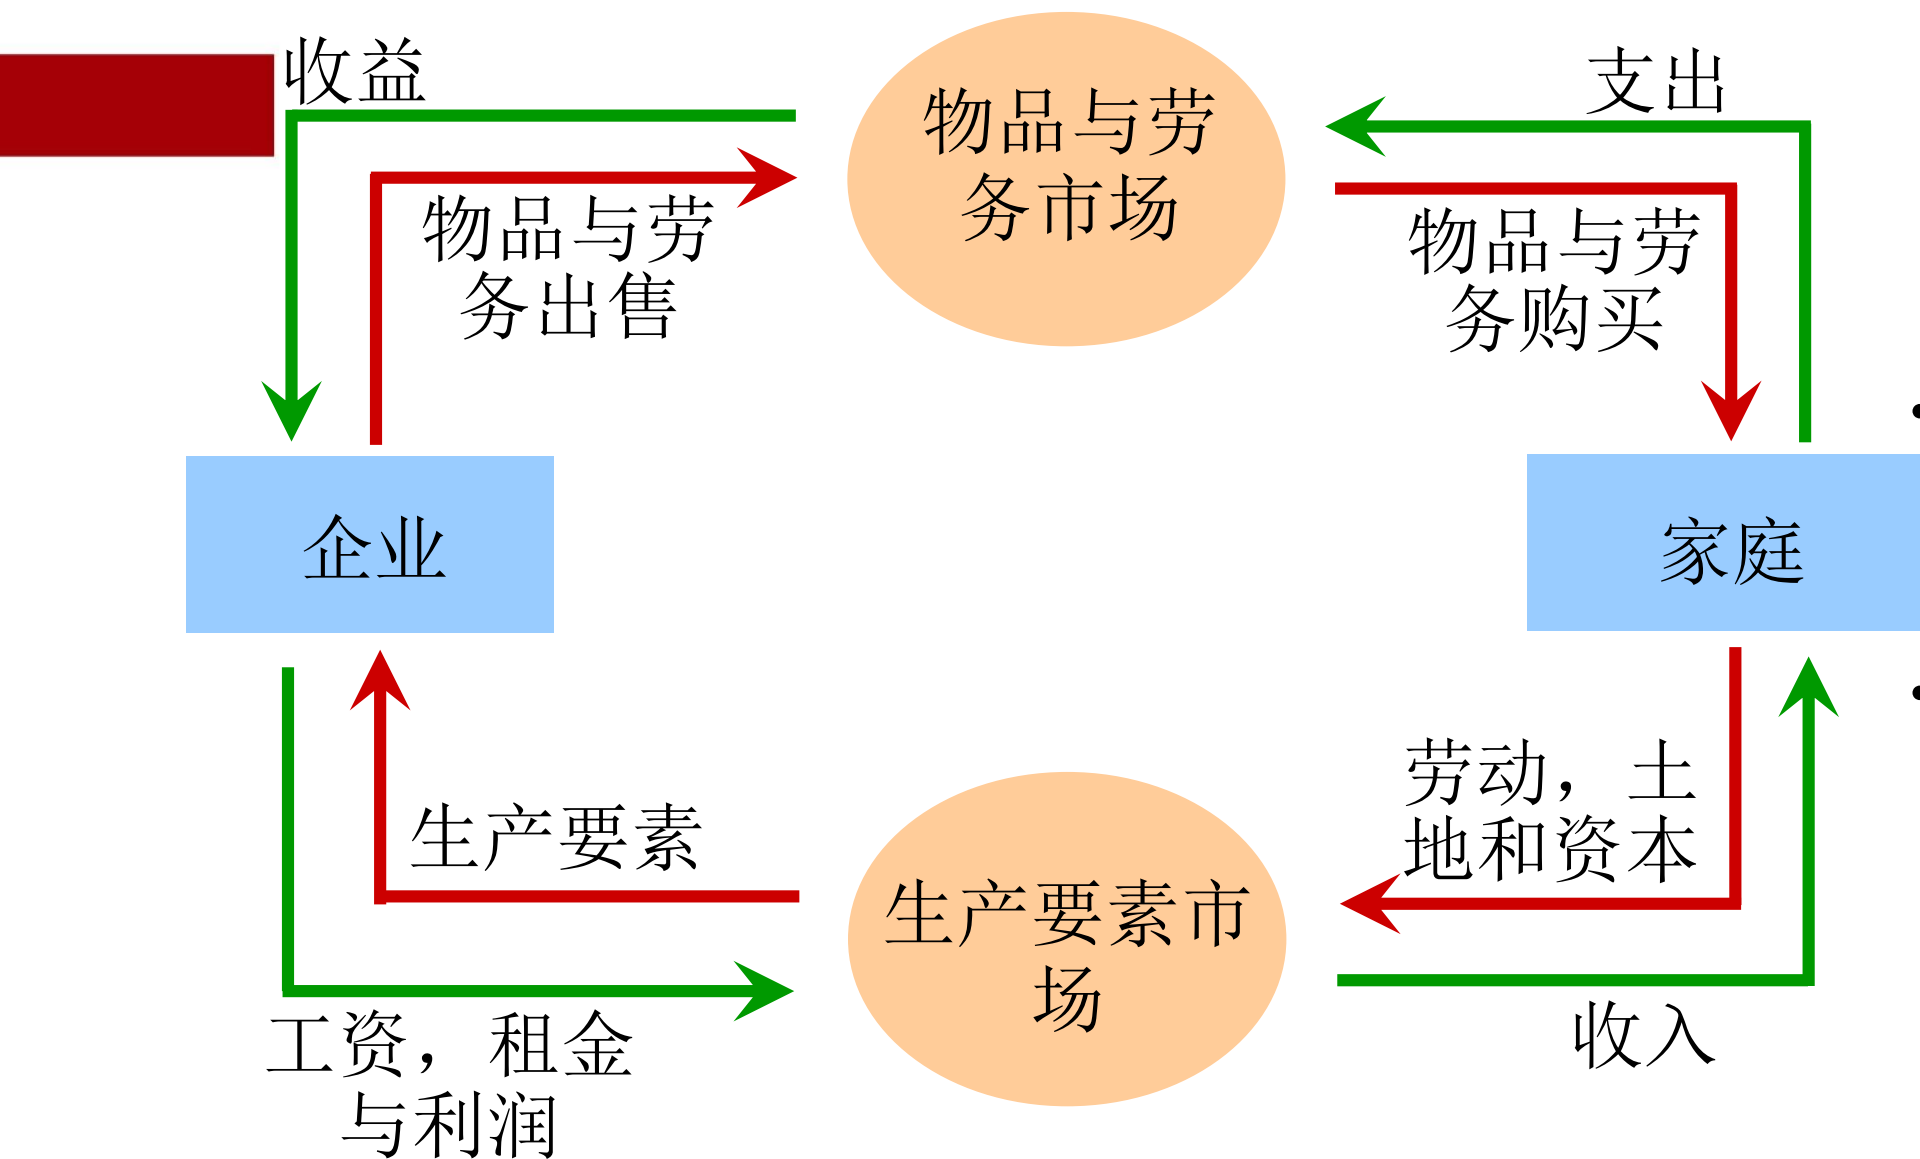 收益
物品与劳
务市场
支出
物品与劳
务出售
物品与劳
务购买
企业
家庭
生产要素
劳动，土
地和资本
生产要素市
场
工资，租金
与利润
收入